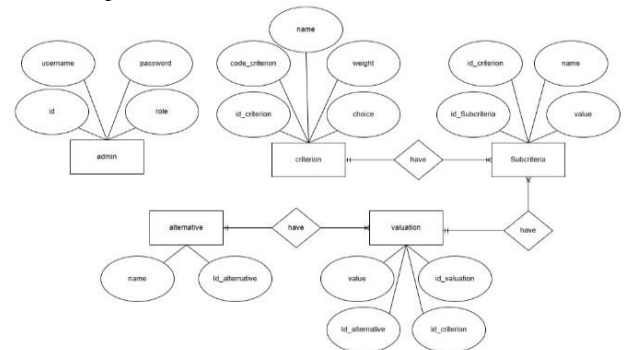 name
code_criterion
weight
id_criterion
choice
criterion
username
password
id
role
admin
id_criterion
name
id_Subcriteria
value
Subcriteria
have
alternative
have
valuation
have
name
Id_alternative
value
id_valuation
Id_alternative
id_criterion